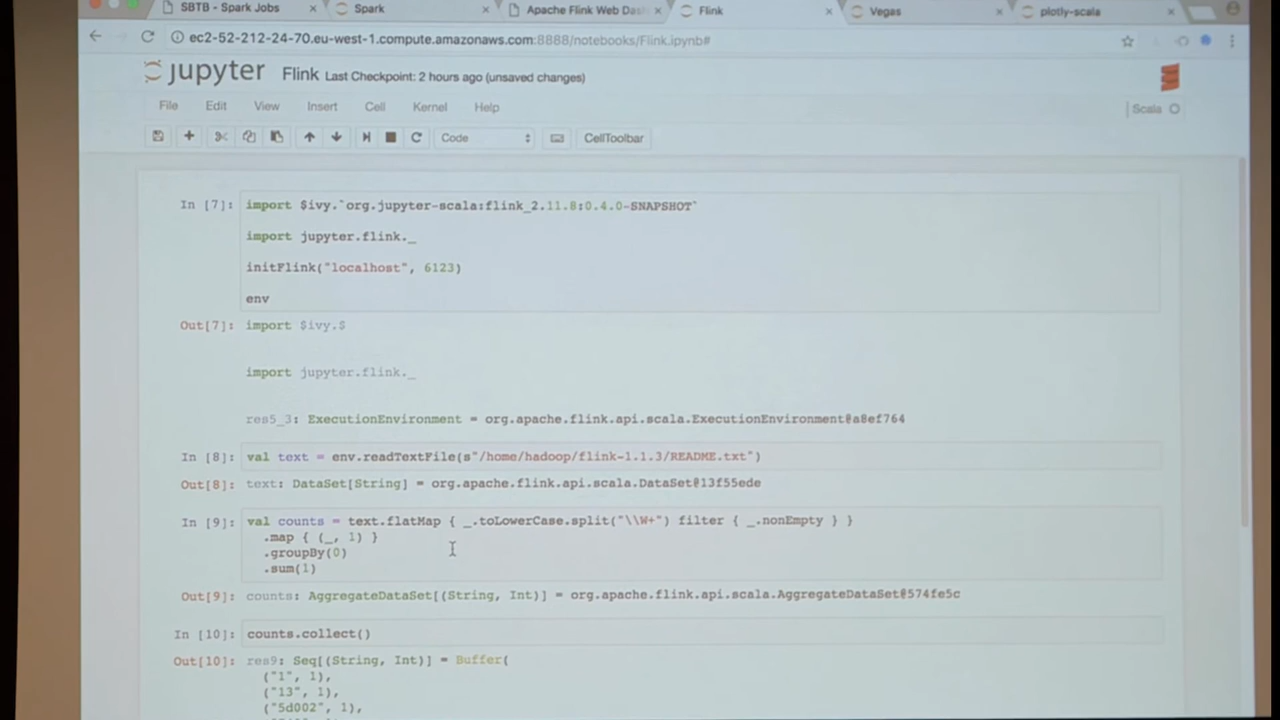 SBTB - Spark Jobs
Spark
Apache Flink Web Das
Flink
Vegas
plotly-scala
ec2-52-212-24-70.eu-west-1.compute.amazonaws.com:8888/notebooks/Flink.ipynb#
jupyter Flink Last Checkpoint: 2 hours ago (unsaved changes)
File Edit View Insert Cell Kernel Help
Scala
Code CellToolbar
In [7]: import $ivy.`org.jupyter-scala:flink_2.11.8:0.4.0-SNAPSHOT`
import jupyter.flink._
initFlink("localhost", 6123)
env
Out[7]: import $ivy.$
import jupyter.flink._
res5_3: ExecutionEnvironment = org.apache.flink.api.scala.ExecutionEnvironment@a8ef764
In [8]: val text = env.readTextFile(s"/home/hadoop/flink-1.1.3/README.txt")
Out[8]: text: DataSet[String] = org.apache.flink.api.scala.DataSet@13f55ede
In [9]: val counts = text.flatMap { _.toLowerCase.split("\\W+") filter { _.nonEmpty } }
.map { (_, 1) }
.groupBy(0)
.sum(1)
Out[9]: counts: AggregateDataSet[(String, Int)] = org.apache.flink.api.scala.AggregateDataSet@574fe5c
In [10]: counts.collect()
Out[10]: res9: Seq[(String, Int)] = Buffer(
("1", 1),
("13", 1),
("5d002", 1),